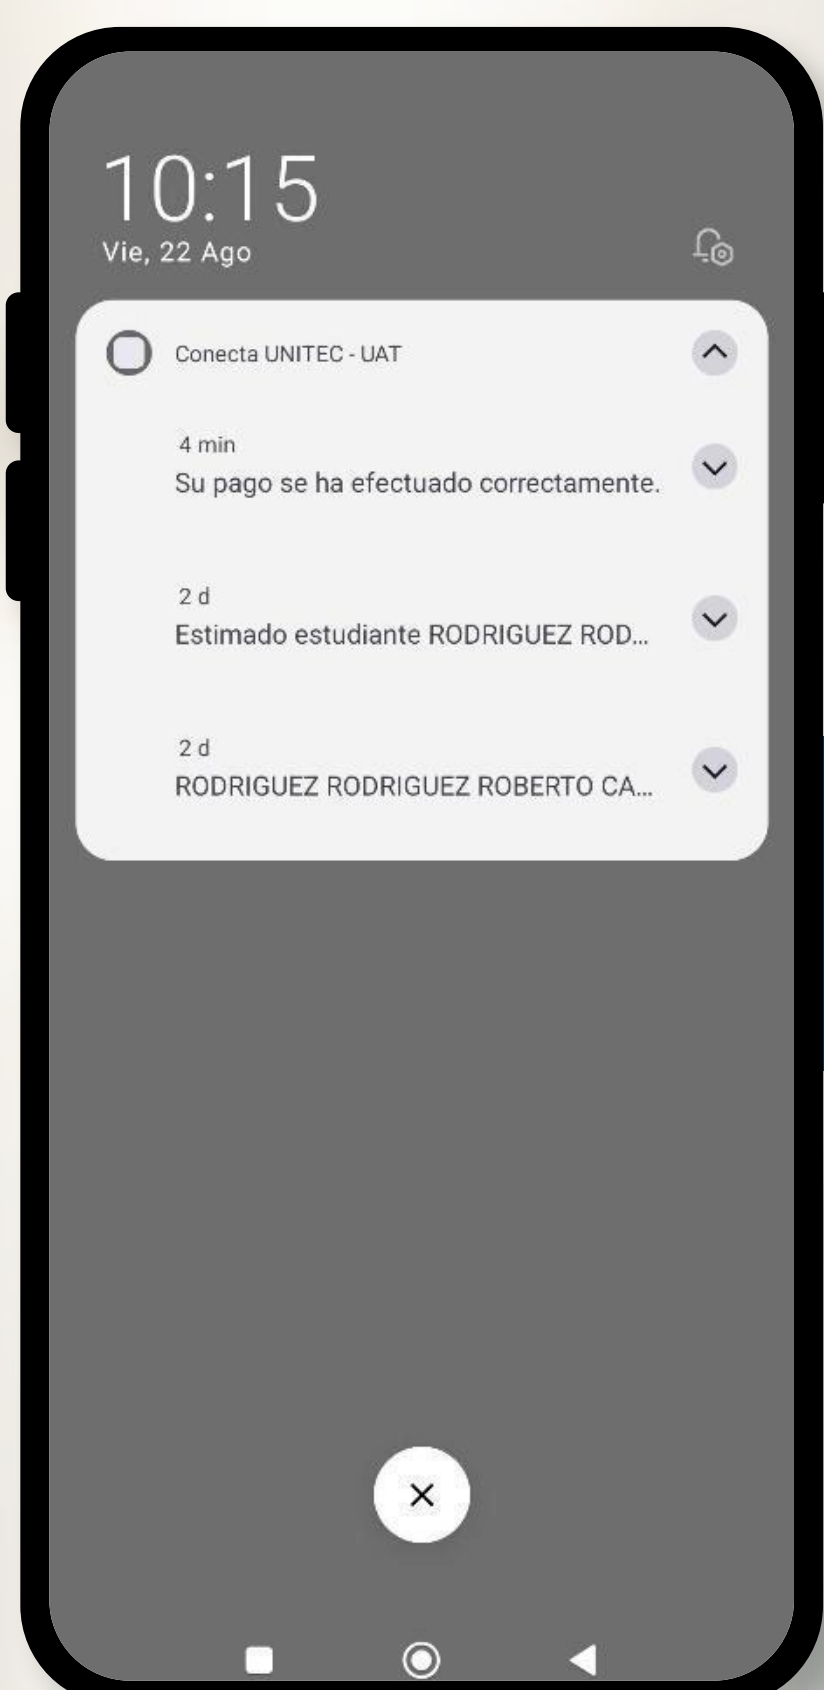 10:15
Vie, 22 Ago
Conecta UNITEC - UAT
4 min
Su pago se ha efectuado correctamente.
2 d
Estimado estudiante RODRIGUEZ ROD...
2 d
RODRIGUEZ RODRIGUEZ ROBERTO CA...